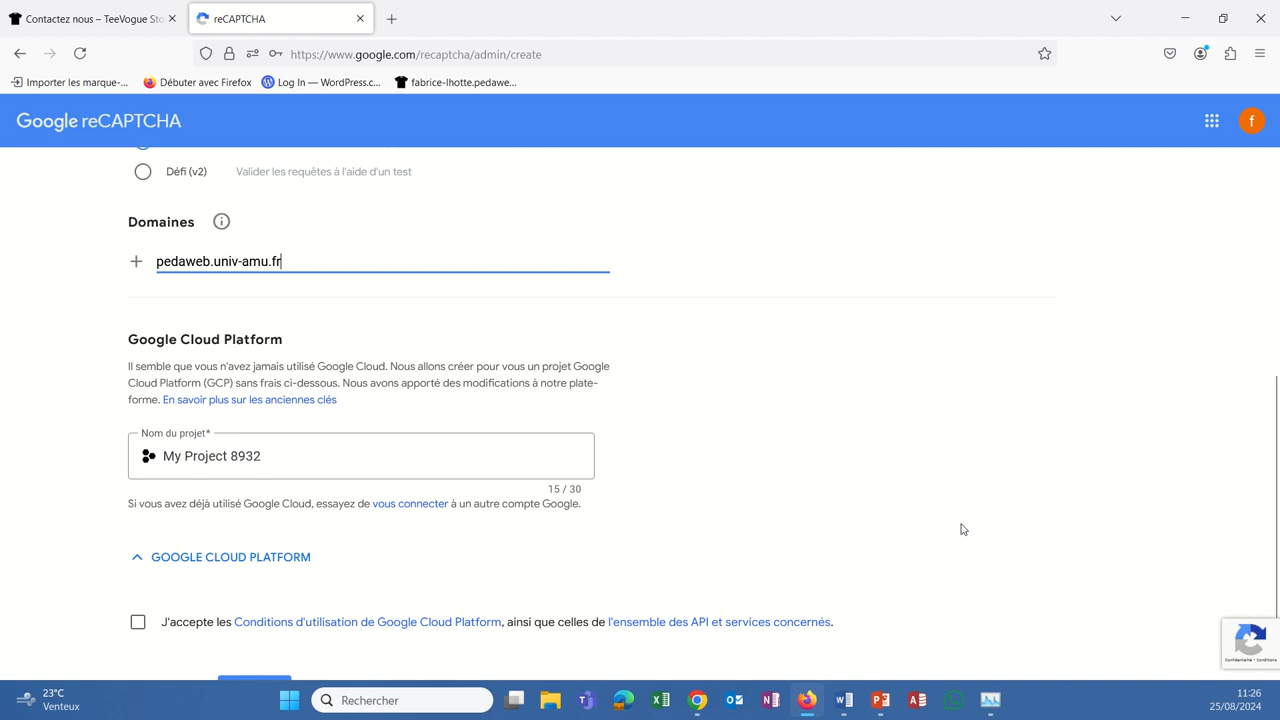 Contactez nous – TeeVogue Sto
reCAPTCHA
https://www.google.com/recaptcha/admin/create
Importer les marque-...
Débuter avec Firefox
Log In — WordPress.c...
fabrice-lhotte.pedawe...
Google reCAPTCHA
f
Défi (v2)
Valider les requêtes à l'aide d'un test
Domaines
pedaweb.univ-amu.fr
Google Cloud Platform
Il semble que vous n'avez jamais utilisé Google Cloud. Nous allons créer pour vous un projet Google
Cloud Platform (GCP) sans frais ci-dessous. Nous avons apporté des modifications à notre plate-
forme. En savoir plus sur les anciennes clés
Nom du projet*
My Project 8932
15 / 30
Si vous avez déjà utilisé Google Cloud, essayez de vous connecter à un autre compte Google.
GOOGLE CLOUD PLATFORM
J'accepte les Conditions d'utilisation de Google Cloud Platform, ainsi que celles de l'ensemble des API et services concernés.
Confidentialité • Conditions
23°C
Venteux
Rechercher
11:26
25/08/2024